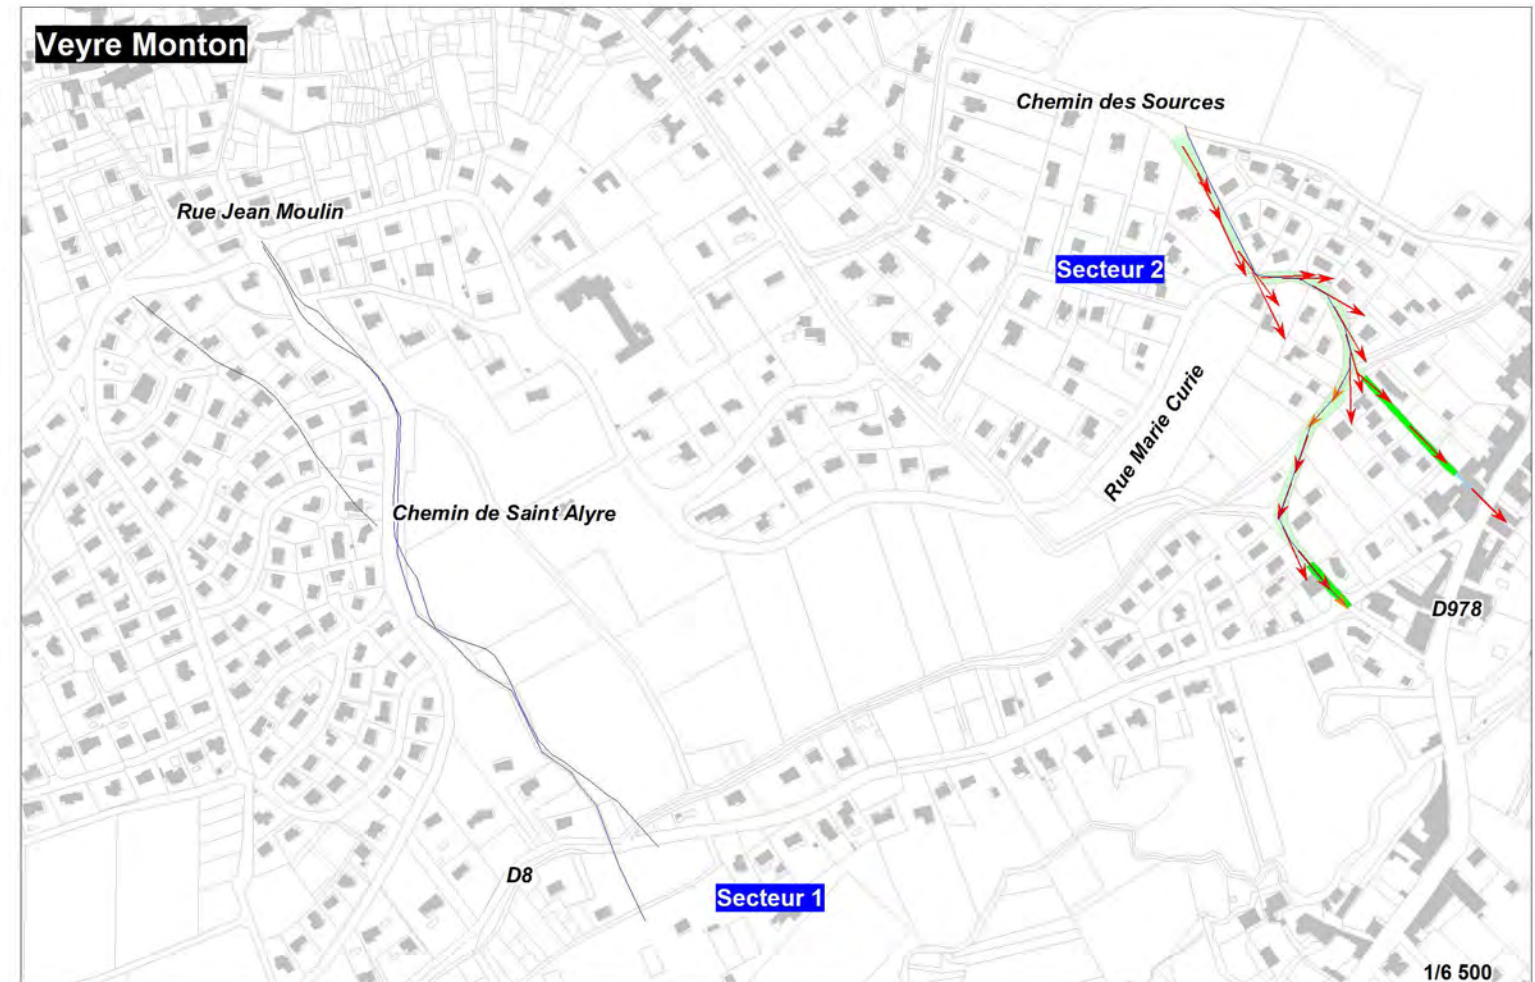 Veyre Monton
Chemin des Sources
Rue Jean Moulin
Secteur 2
Rue Marie Curie
Chemin de Saint Alyre
D978
D8
Secteur 1
1/6 500